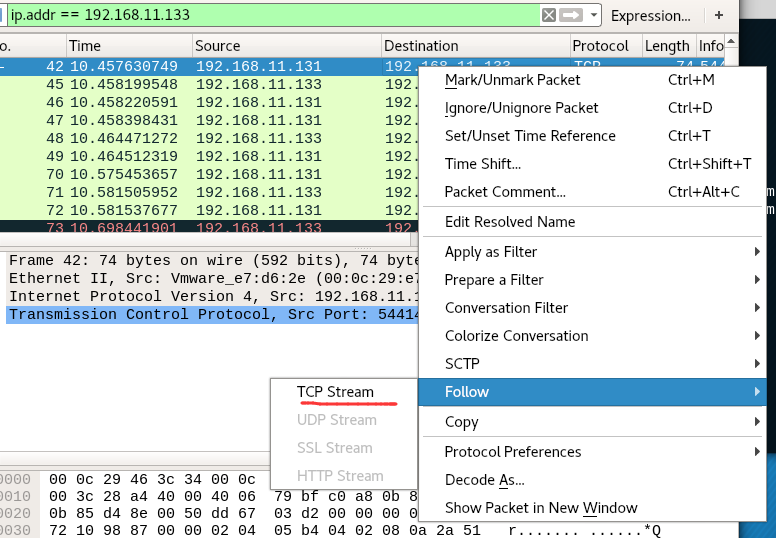 ip.addr == 192.168.11.133 Expression… +
o. Time Source Destination Protocol Length Info
42 10.457630749 192.168.11.131 192.168.11.133 TCP 74 544
45 10.458199548 192.168.11.133 192.
46 10.458220591 192.168.11.131 192.
47 10.458398431 192.168.11.131 192.
48 10.464471272 192.168.11.133 192.
49 10.464512319 192.168.11.131 192.
70 10.575453657 192.168.11.131 192.
71 10.581505952 192.168.11.133 192.
72 10.581537677 192.168.11.131 192.
73 10.698441901 192.168.11.133 192.
Mark/Unmark Packet Ctrl+M
Ignore/Unignore Packet Ctrl+D
Set/Unset Time Reference Ctrl+T
Time Shift… Ctrl+Shift+T
Packet Comment… Ctrl+Alt+C
Edit Resolved Name
Apply as Filter
Prepare a Filter
Conversation Filter
Colorize Conversation
SCTP
Follow
Copy
Protocol Preferences
Decode As…
Show Packet in New Window
m
m
Frame 42: 74 bytes on wire (592 bits), 74 byte
Ethernet II, Src: Vmware_e7:d6:2e (00:0c:29:e7
Internet Protocol Version 4, Src: 192.168.11.1
Transmission Control Protocol, Src Port: 54414
TCP Stream
UDP Stream
SSL Stream
HTTP Stream
0000 00 0c 29 46 3c 34 00 0c
0010 00 3c 28 a4 40 00 40 06 79 bf c0 a8 0b 8
0020 0b 85 d4 8e 00 50 dd 67 03 d2 00 00 00 0
0030 72 10 98 87 00 00 02 04 05 b4 04 02 08 0a 2a 51 r....... ......*Q